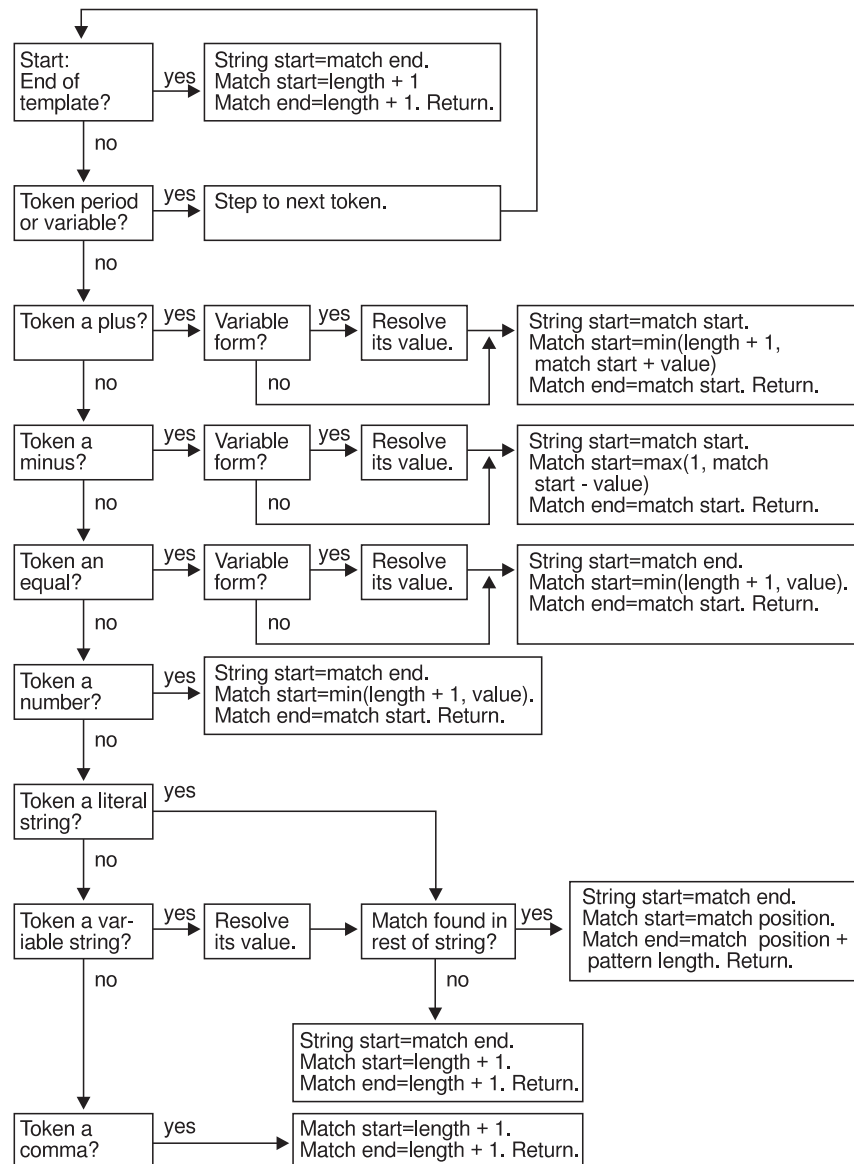 Start:
End of
template?
yes
String start=match end.
Match start=length + 1
Match end=length + 1. Return.
no
Token period
or variable?
yes
Step to next token.
no
Token a plus?
yes
Variable
form?
yes
Resolve
its value.
String start=match start.
Match start=min(length + 1,
match start + value)
Match end=match start. Return.
no
no
Token a
minus?
yes
Variable
form?
yes
Resolve
its value.
String start=match start.
Match start=max(1, match
start - value)
Match end=match start. Return.
no
no
Token an
equal?
yes
Variable
form?
yes
Resolve
its value.
String start=match end.
Match start=min(length + 1, value).
Match end=match start. Return.
no
no
Token a
number?
yes
String start=match end.
Match start=min(length + 1, value).
Match end=match start. Return.
no
Token a literal
string?
yes
no
Token a var-
iable string?
yes
Resolve
its value.
Match found in
rest of string?
yes
String start=match end.
Match start=match position.
Match end=match position +
pattern length. Return.
no
no
String start=match end.
Match start=length + 1.
Match end=length + 1. Return.
Token a
comma?
yes
Match start=length + 1.
Match end=length + 1. Return.